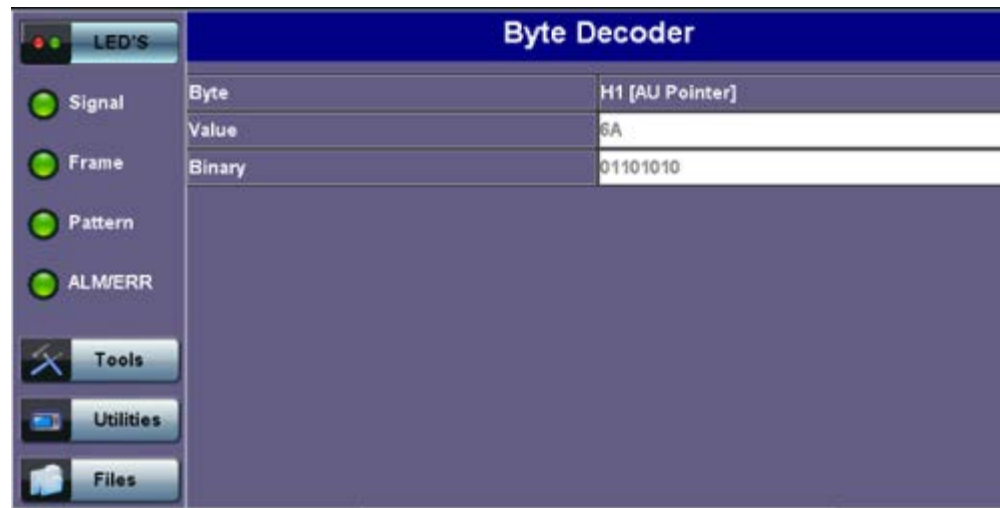 LED'S
Byte Decoder
Signal
Frame
Pattern
ALM/ERR
Tools
Utilities
Files
Byte H1 [AU Pointer]
Value 6A
Binary 01101010